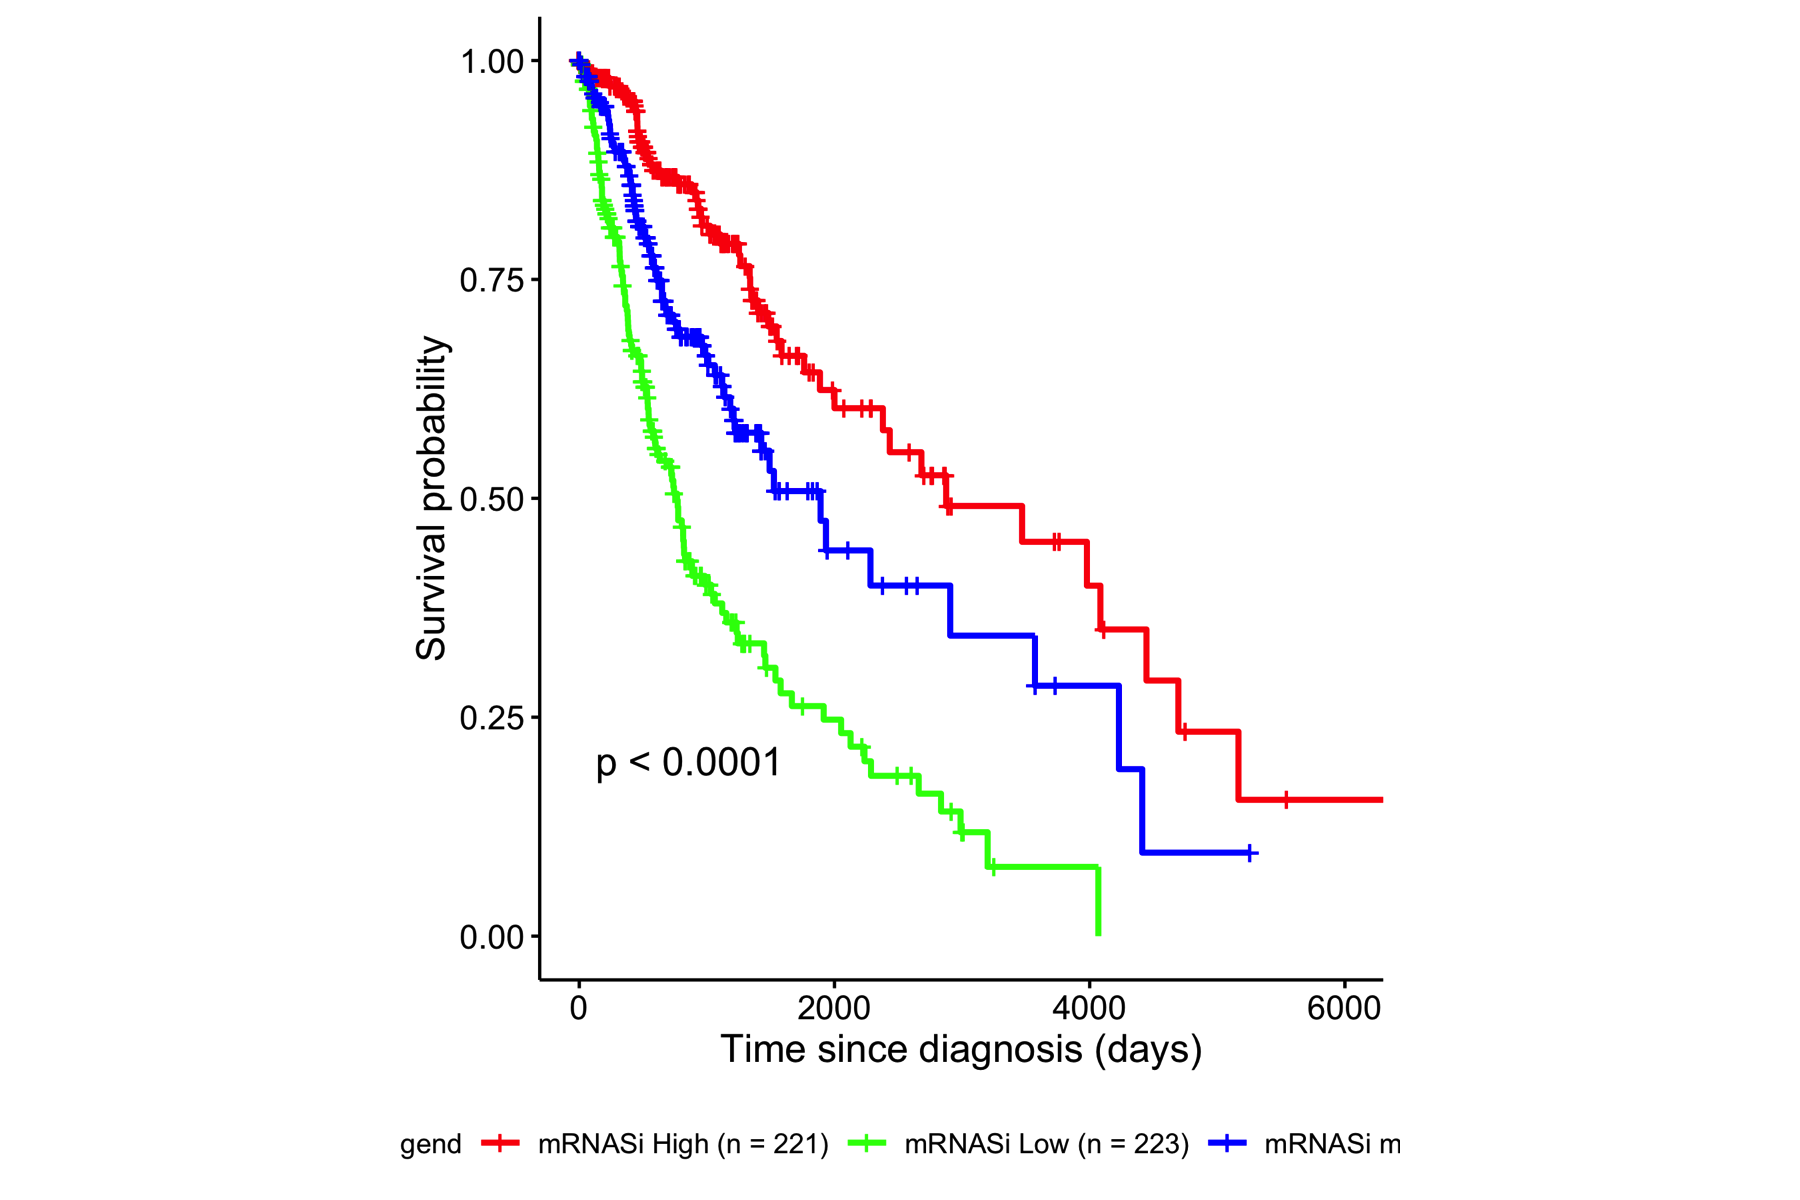 1.00
0.75
0.50
0.25
0.00
Survival probability
p < 0.0001
0 2000 4000 6000
Time since diagnosis (days)
gend mRNASi High (n = 221) mRNASi Low (n = 223) mRNASi m